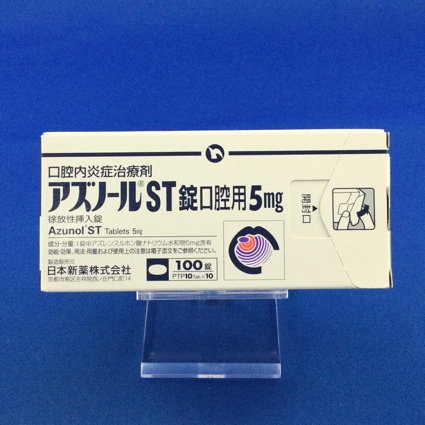 口腔内炎症治療剤
アズノール®ST錠口腔用5mg
徐放性挿入錠
Azunol®ST Tablets 5mg
成分・分量:1錠中アズレンスルホン酸ナトリウム水和物5mg含有
効能・効果、用法・用量および使用上の注意は電子添文をご参照ください。
製造販売元
日本新薬株式会社
京都市南区吉祥院西ノ庄門口町14
100錠
PTP10Tab.×10
開封口